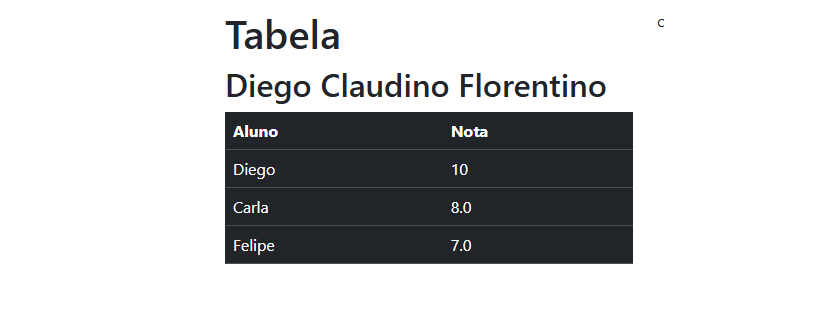 Tabela
C
Diego Claudino Florentino
Aluno Nota
Diego 10
Carla 8.0
Felipe 7.0